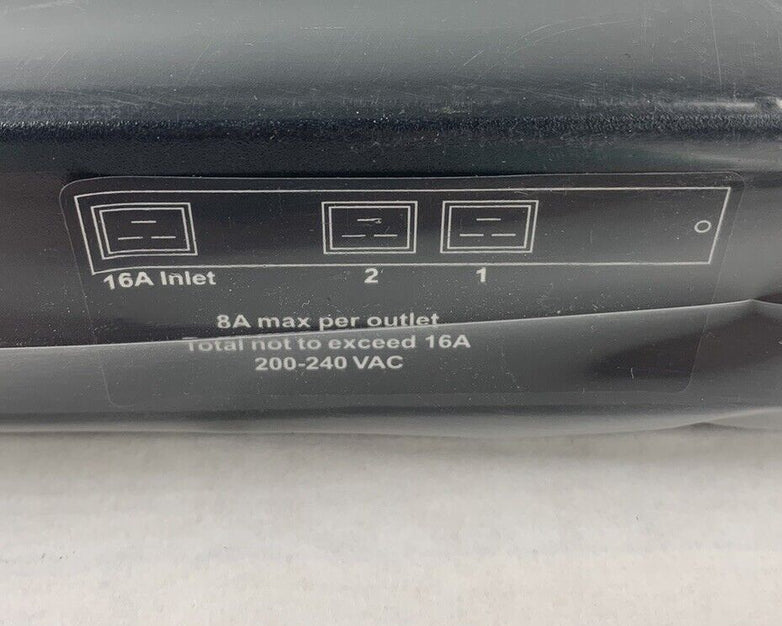 16A Inlet 2 1
8A max per outlet
Total not to exceed 16A
200-240 VAC